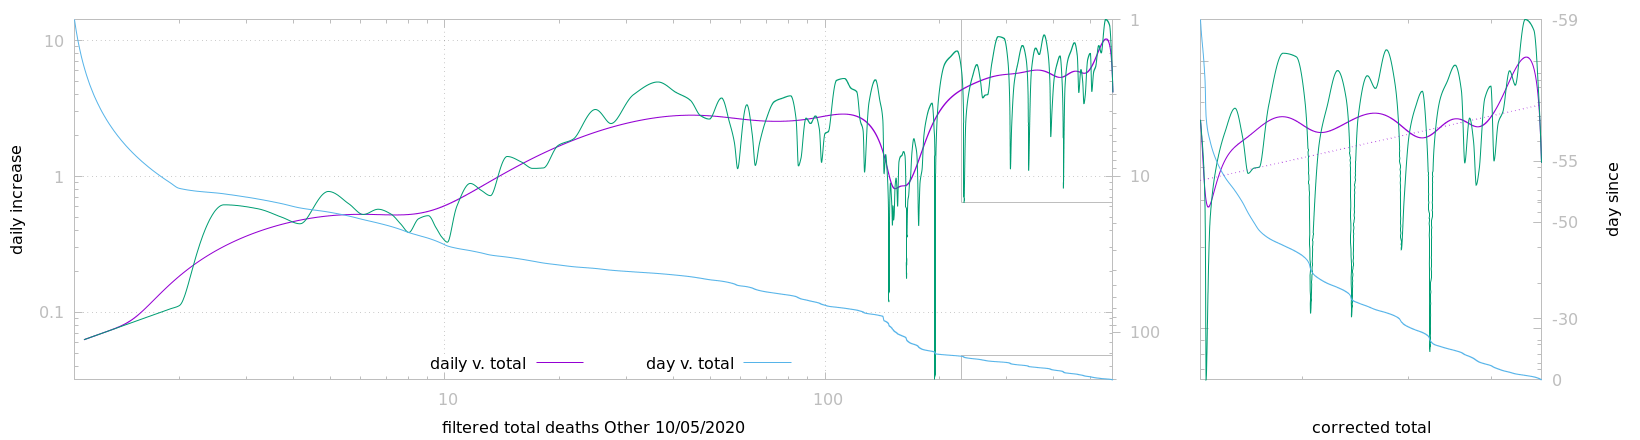 10
1
0.1
daily increase
daily v. total
day v. total
10
100
filtered total deaths Other 10/05/2020
1
10
100
-59
-55
-50
-30
0
day since
corrected total